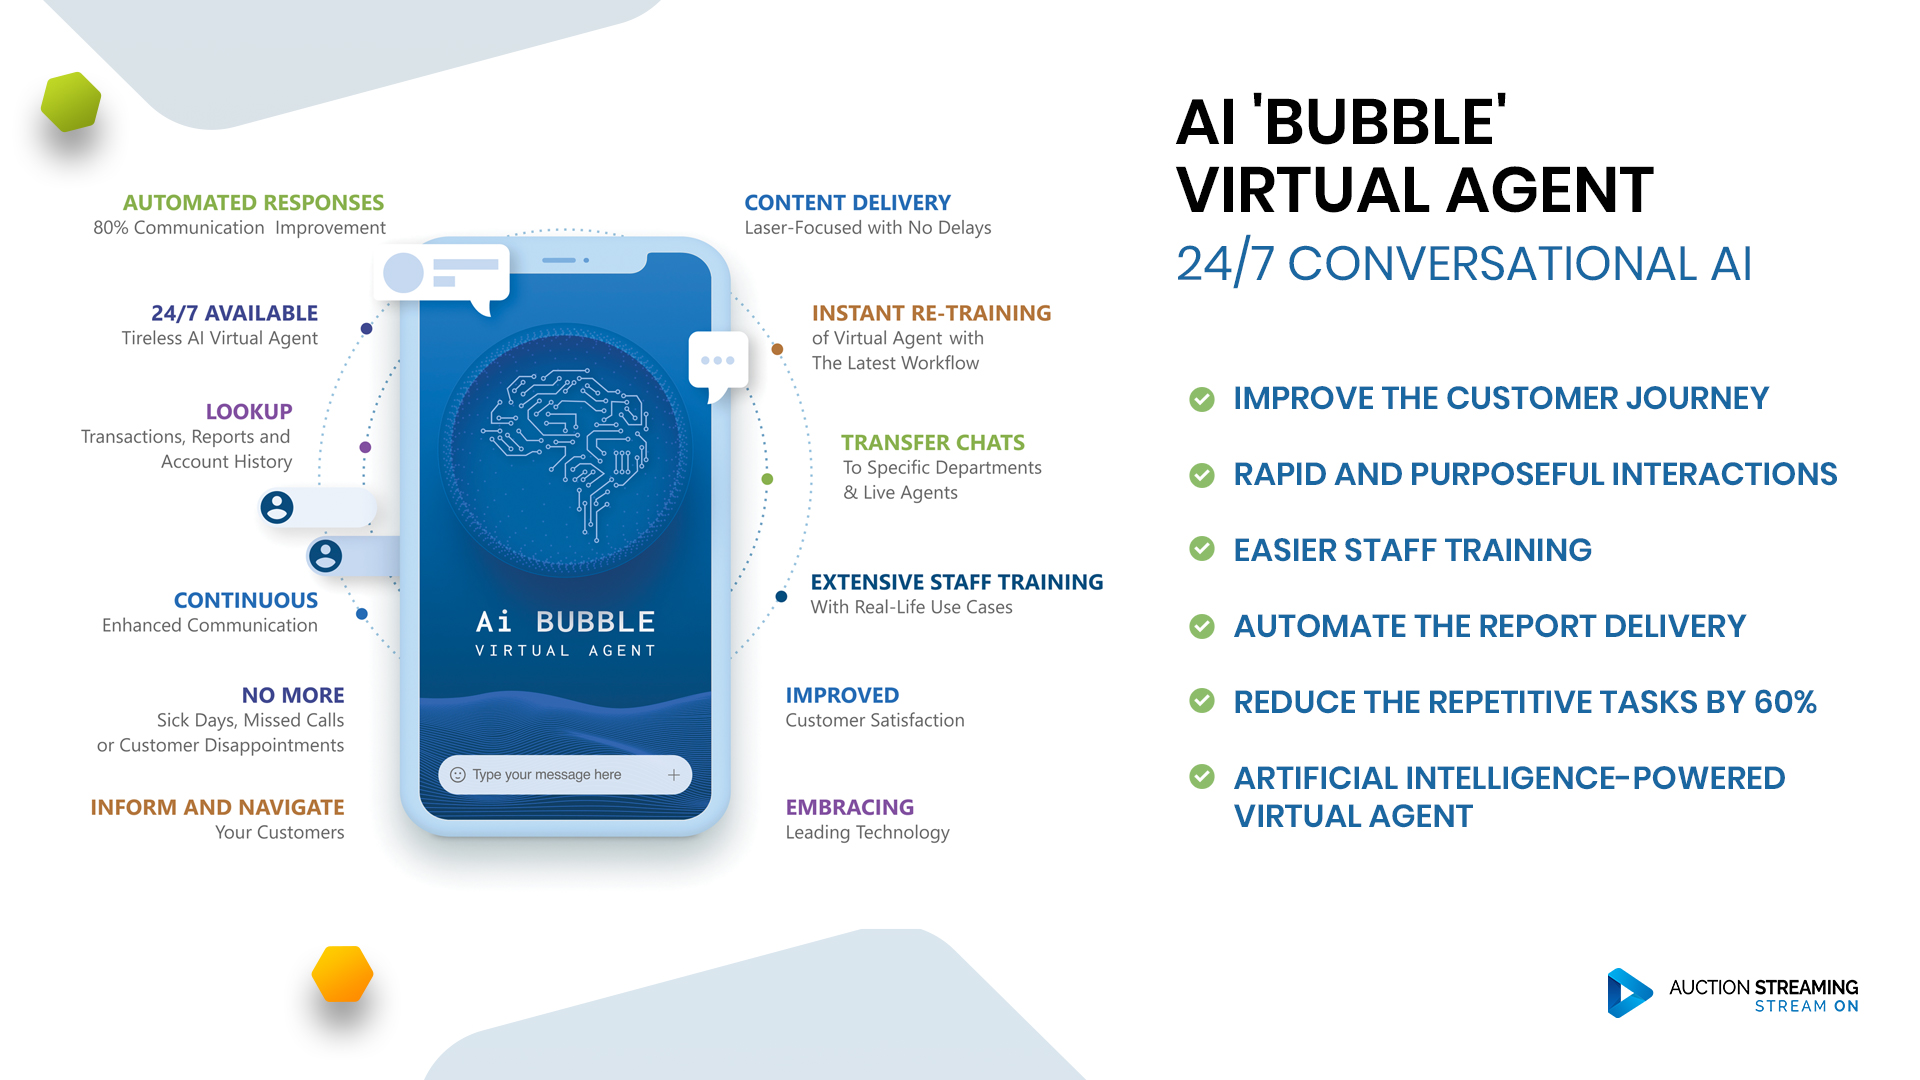 AI 'BUBBLE'
VIRTUAL AGENT
24/7 CONVERSATIONAL AI
AUTOMATED RESPONSES
80% Communication Improvement
24/7 AVAILABLE
Tireless AI Virtual Agent
LOOKUP
Transactions, Reports and
Account History
CONTINUOUS
Enhanced Communication
NO MORE
Sick Days, Missed Calls
or Customer Disappointments
INFORM AND NAVIGATE
Your Customers
Ai BUBBLE
VIRTUAL AGENT
Type your message here
CONTENT DELIVERY
Laser-Focused with No Delays
INSTANT RE-TRAINING
of Virtual Agent with
The Latest Workflow
TRANSFER CHATS
To Specific Departments
& Live Agents
EXTENSIVE STAFF TRAINING
With Real-Life Use Cases
IMPROVED
Customer Satisfaction
EMBRACING
Leading Technology
IMPROVE THE CUSTOMER JOURNEY
RAPID AND PURPOSEFUL INTERACTIONS
EASIER STAFF TRAINING
AUTOMATE THE REPORT DELIVERY
REDUCE THE REPETITIVE TASKS BY 60%
ARTIFICIAL INTELLIGENCE-POWERED
VIRTUAL AGENT
AUCTION STREAMING
STREAM ON